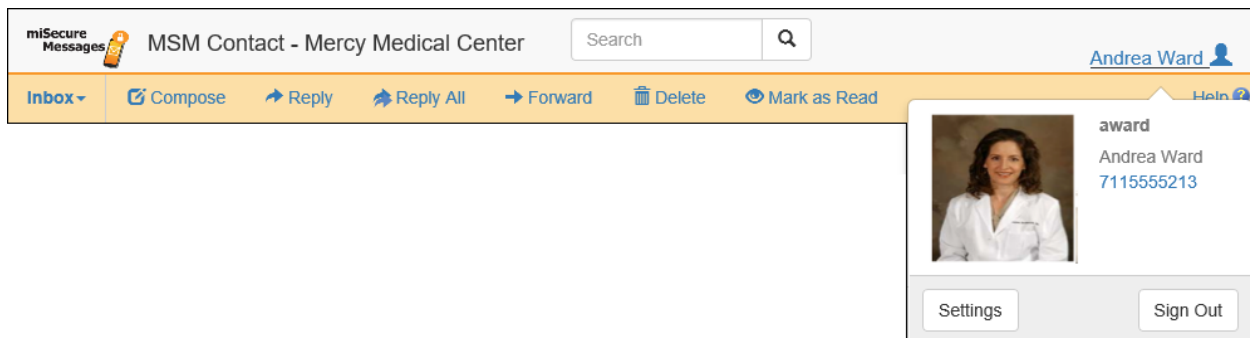 miSecure
Messages
MSM Contact - Mercy Medical Center
Search
Andrea Ward
Inbox
Compose
Reply
Reply All
Forward
Delete
Mark as Read
Help
award
Andrea Ward
7115555213
Settings
Sign Out